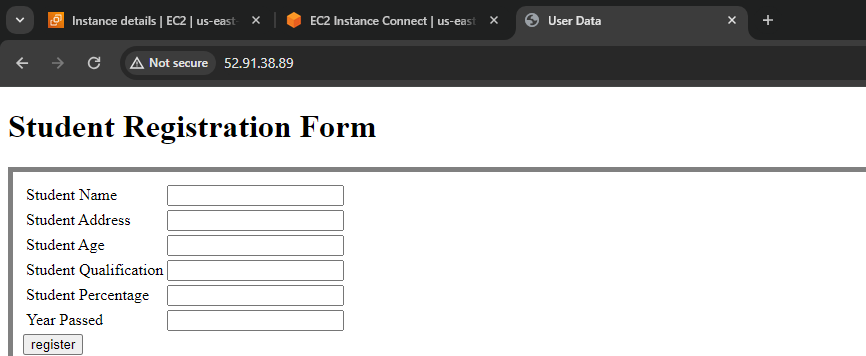 Instance details | EC2 | us-east
EC2 Instance Connect | us-east
User Data
Not secure
52.91.38.89
Student Registration Form
Student Name
Student Address
Student Age
Student Qualification
Student Percentage
Year Passed
register